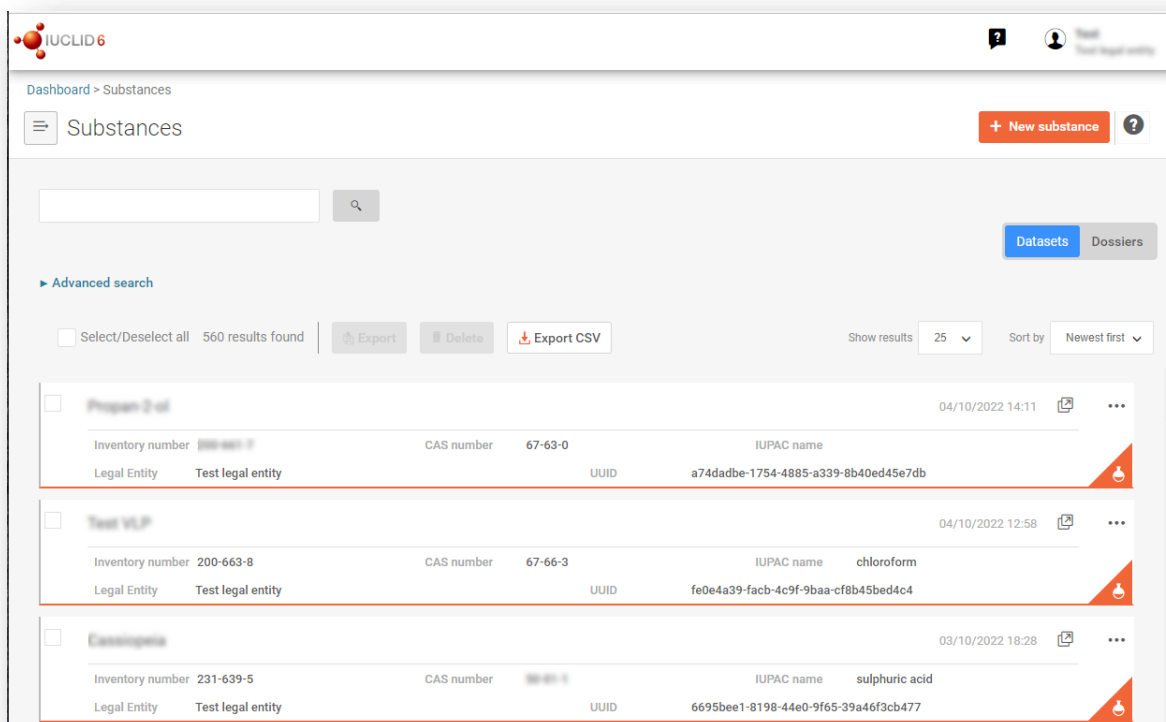 IUCLID 6
Dashboard > Substances
Substances
+ New substance
Datasets Dossiers
Advanced search
Select/Deselect all 560 results found Export Delete Export CSV Show results 25 Sort by Newest first
04/10/2022 14:11
Inventory number CAS number 67-63-0 IUPAC name
Legal Entity Test legal entity UUID a74dadbe-1754-4885-a339-8b40ed45e7db
04/10/2022 12:58
Inventory number 200-663-8 CAS number 67-66-3 IUPAC name chloroform
Legal Entity Test legal entity UUID fe0e4a39-facb-4c9f-9baa-cf8b45bed4c4
03/10/2022 18:28
Inventory number 231-639-5 CAS number IUPAC name sulphuric acid
Legal Entity Test legal entity UUID 6695bee1-8198-44e0-9f65-39a46f3cb477